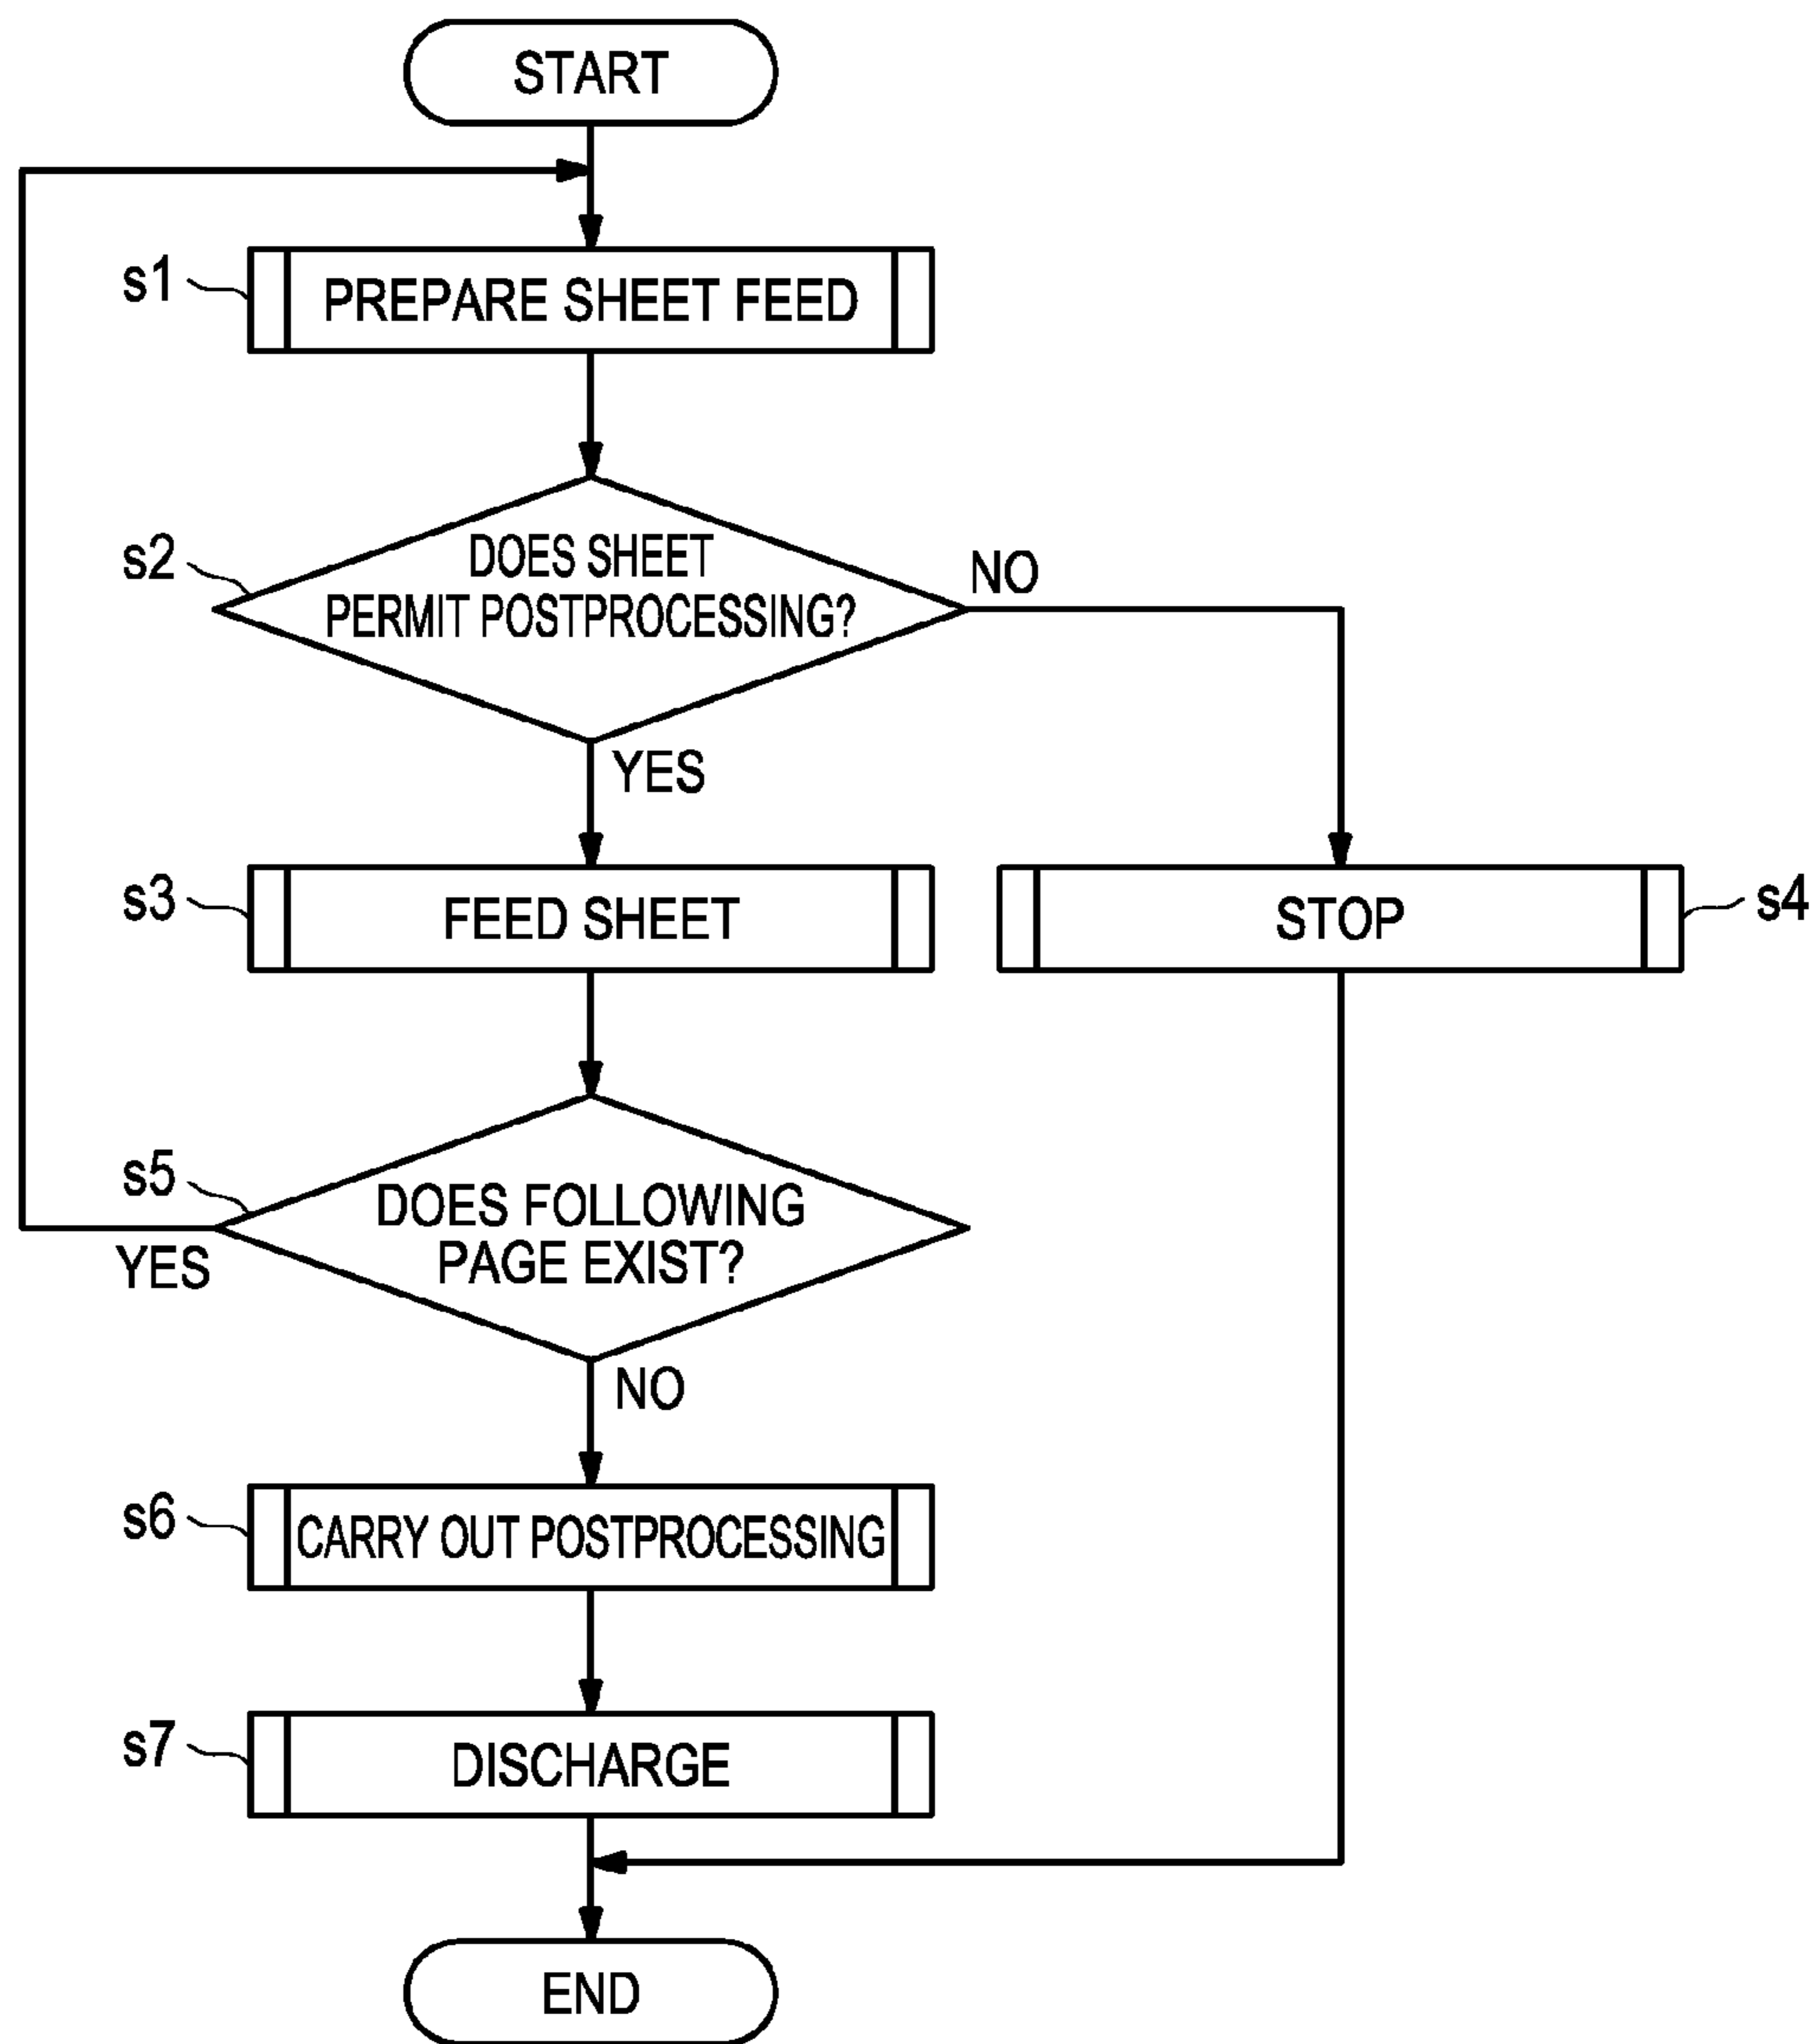 START
s1
PREPARE SHEET FEED
s2
DOES SHEET
PERMIT POSTPROCESSING?
NO
YES
s3
FEED SHEET
STOP
s4
s5
DOES FOLLOWING
PAGE EXIST?
YES
NO
s6
CARRY OUT POSTPROCESSING
s7
DISCHARGE
END